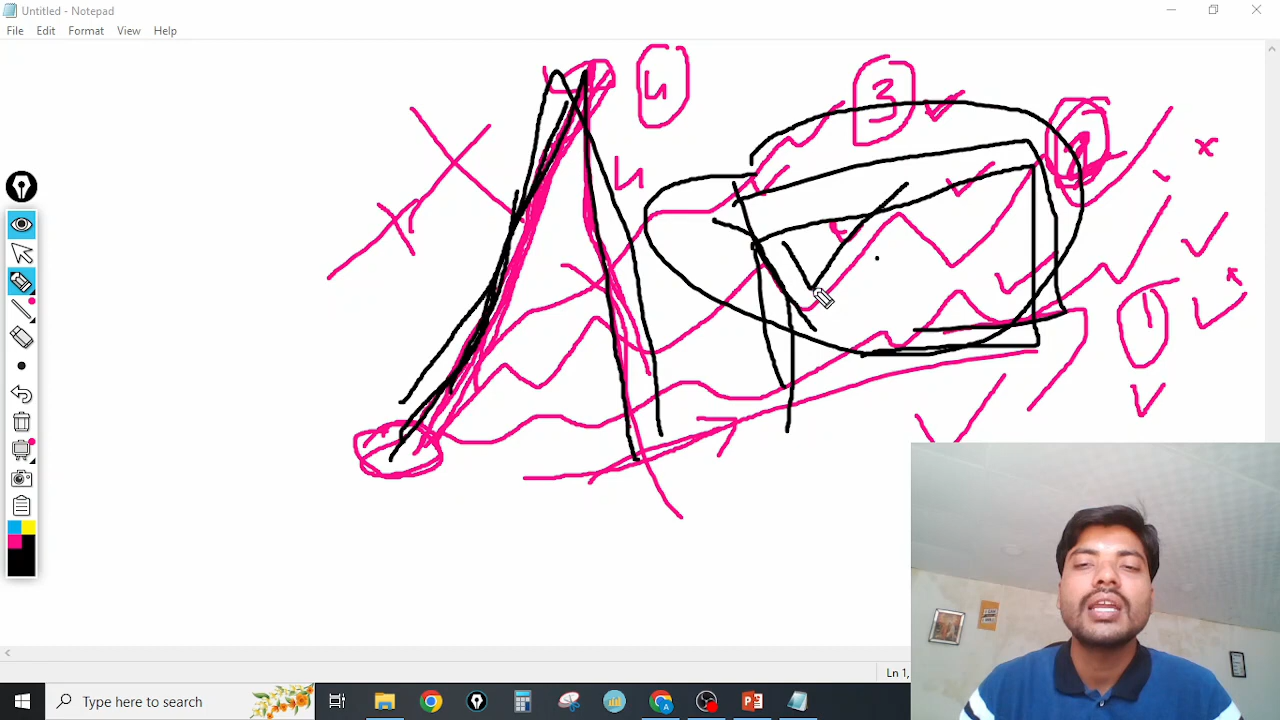 Untitled - Notepad
File Edit Format View Help
4
3
4
1
Ln 1,
Type here to search